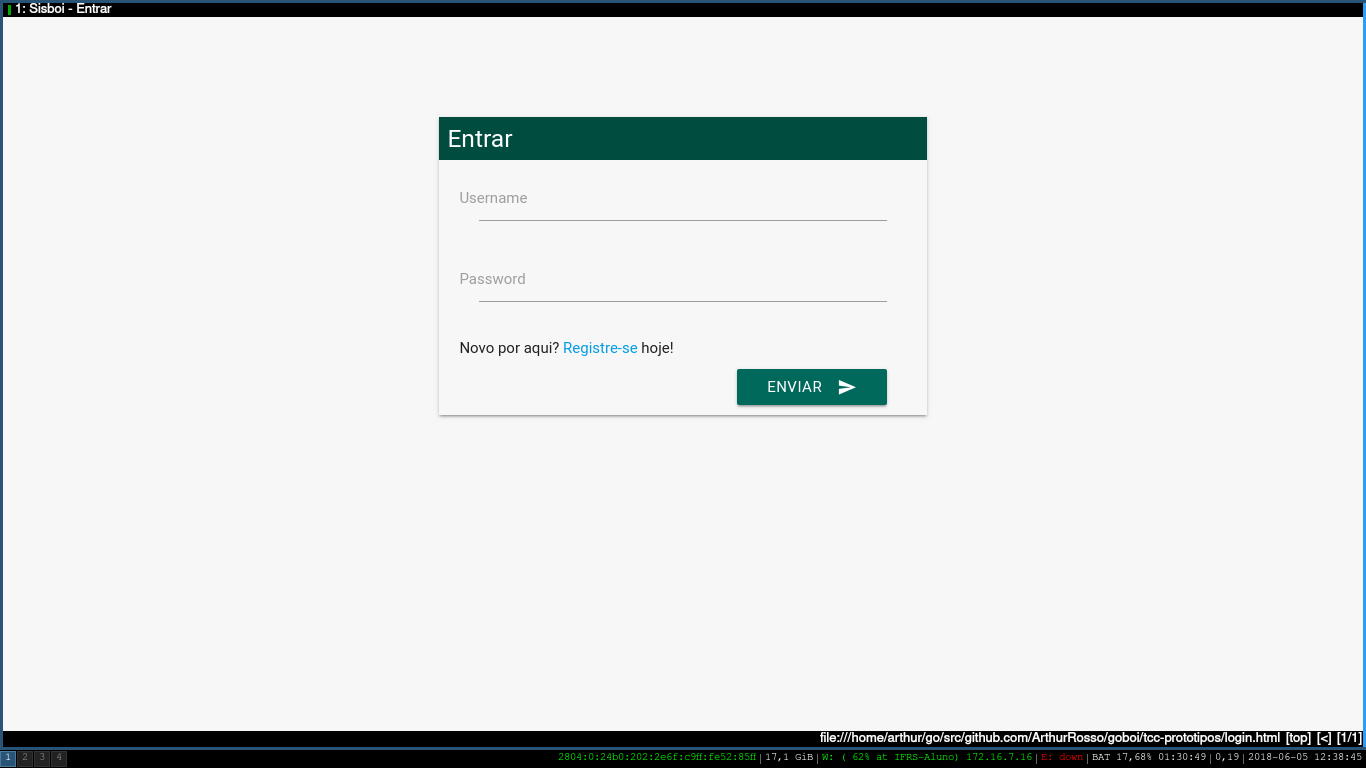 1: Sisboi - Entrar
Entrar
Username
Password
Novo por aqui? Registre-se hoje!
ENVIAR
file:///home/arthur/go/src/github.com/ArthurRosso/goboi/tcc-prototipos/login.html [top] [<] [1/1]
1 2 3 4 2804:0:24b0:202:2e6f:c9ff:fe52:85ff|17,1 GiB|W: ( 62% at IFRS-Aluno) 172.16.7.16|E: down|BAT 17,68% 01:30:49|0,19|2018-06-05 12:38:45